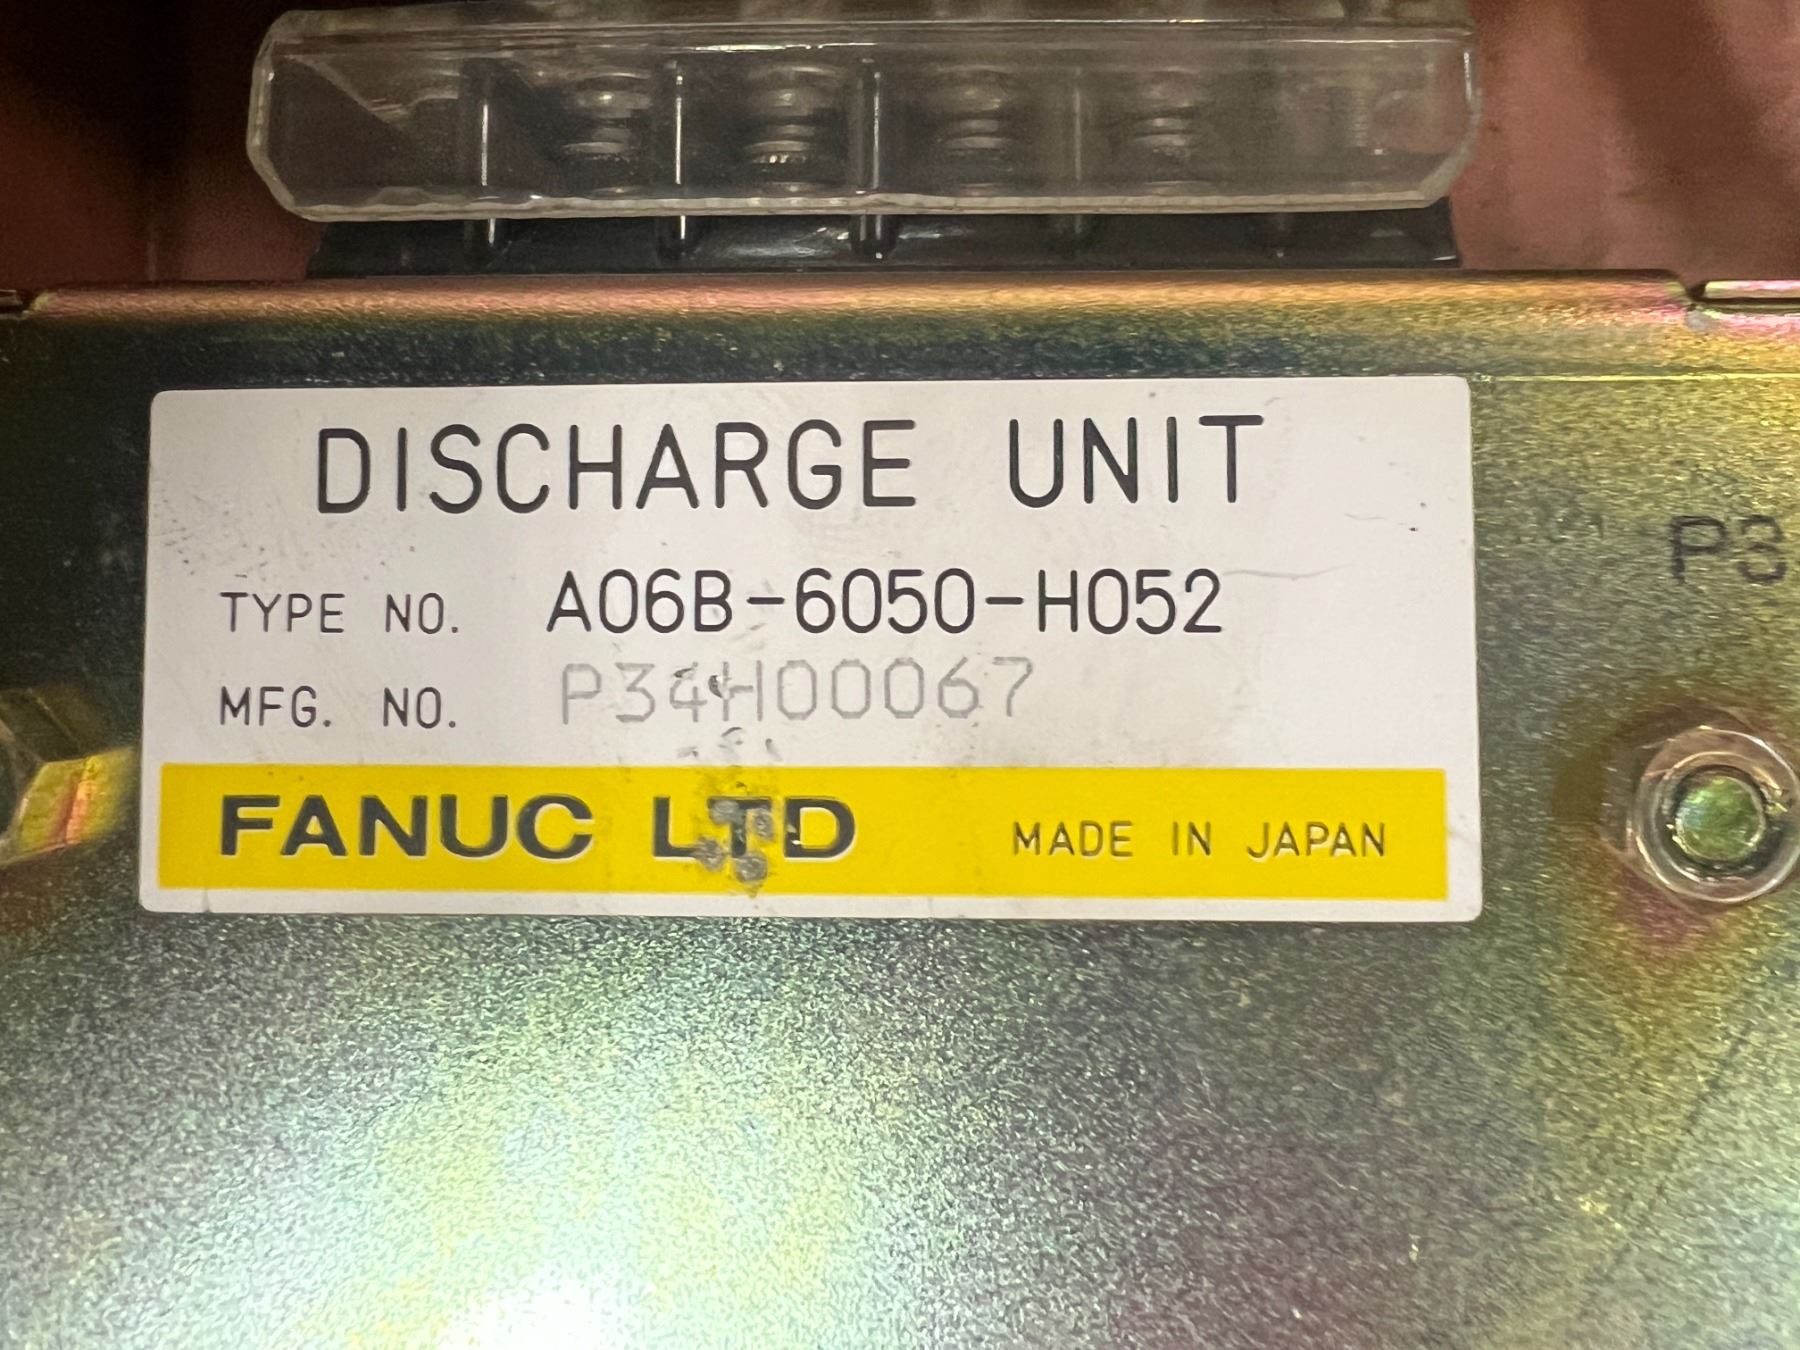 DISCHARGE UNIT
P3
TYPE NO. A06B-6050-H052
MFG. NO. P34H00067
FANUC LTD MADE IN JAPAN